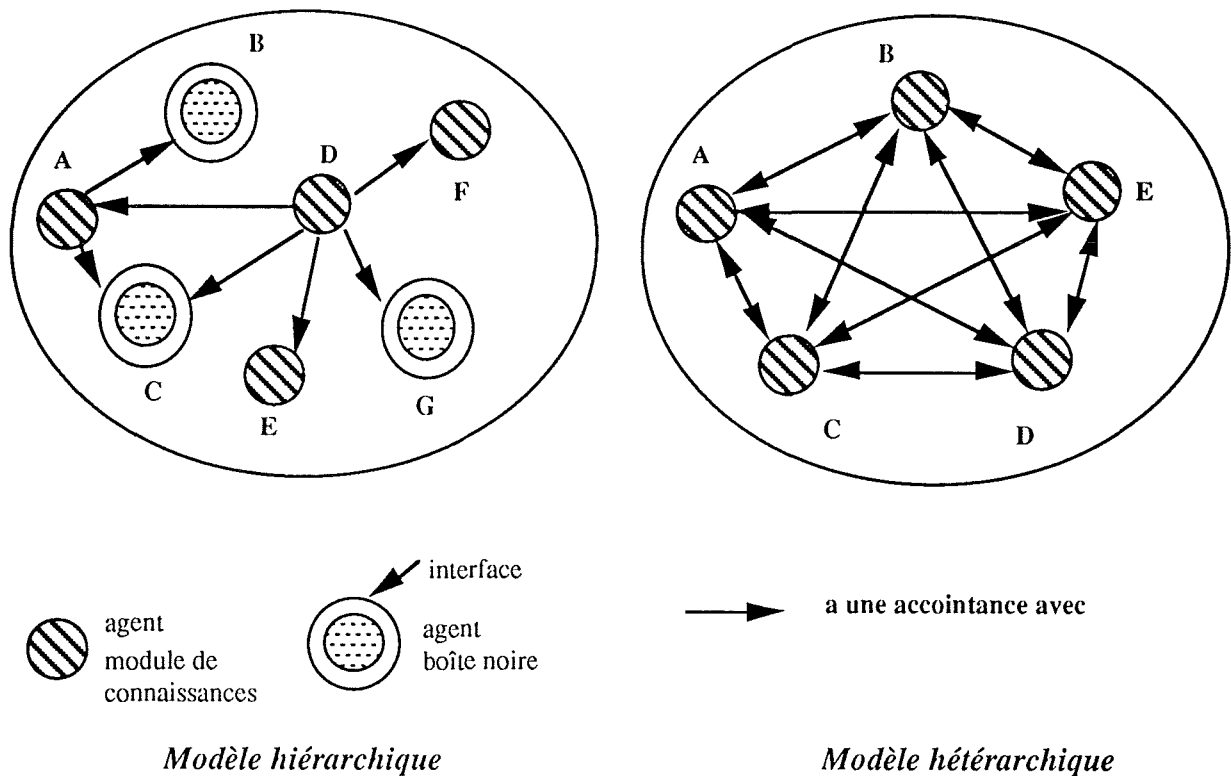 B
A
D
F
C
E
G
B
A
E
C
D
interface
agent
module de
connaissances
agent
boîte noire
a une accointance avec
Modèle hiérarchique
Modèle hétérarchique